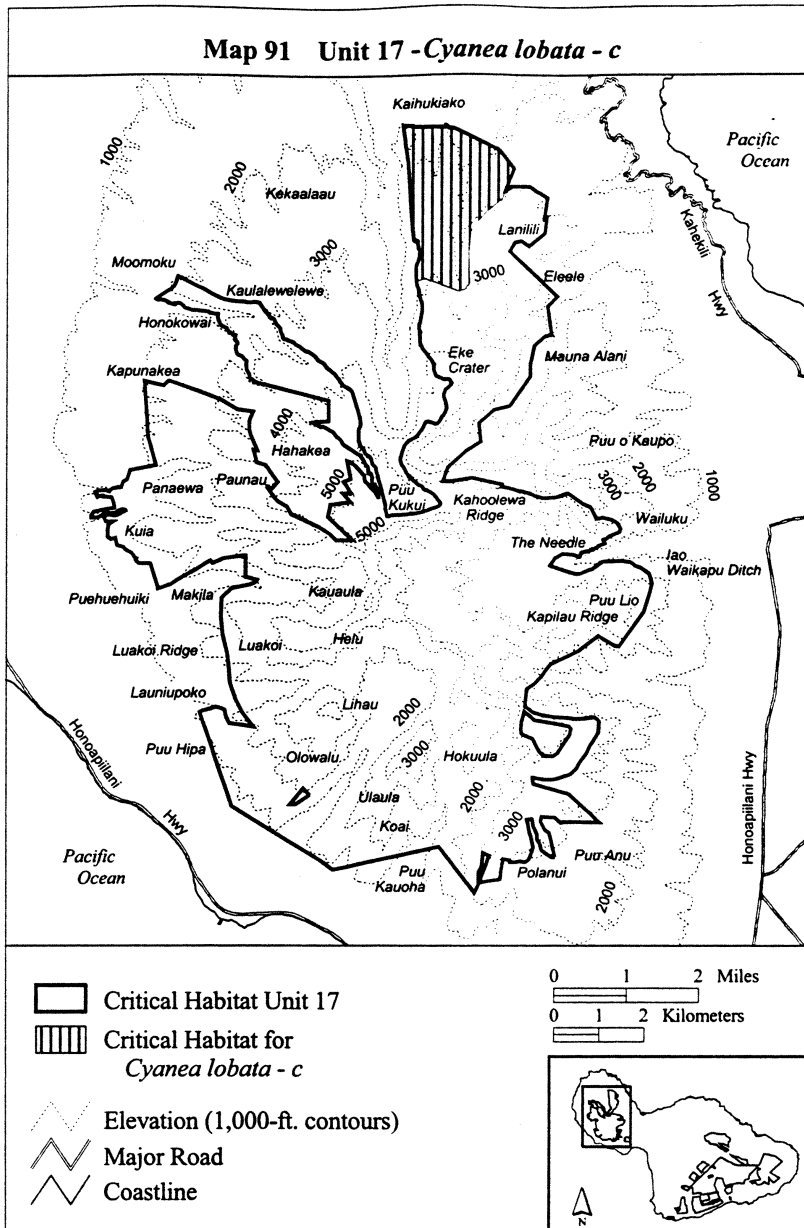 Map 91 Unit 17 - Cyanea lobata - c
Kaihukiako
Pacific
Ocean
1000
2000
Kekaalaau
Kahekili
Hwy
Lanilili
3000
3000
Eleele
Moomoku
Kaulalewelewe
Honokowai
Eke
Crater
Mauna Alani
Kapunakea
4000
Hahakea
Puu o Kaupo
3000
2000
1000
Panaewa
Paunau
5000
Puu
Kukui
Kahoolewa
Ridge
Wailuku
Kuia
5000
The Needle
Iao
Waikapu Ditch
Puehuehuiki
Makila
Kauaula
Puu Lio
Kapilau Ridge
Luakoi Ridge
Luakoi
Helu
Launiupoko
Lihau
2000
Honoapiilani
Hwy
Puu Hipa
Olowalu
3000
Hokuula
Honoapiilani Hwy
Ulaula
2000
Koai
3000
Pacific
Ocean
Puu
Kauoha
Polanui
Puu Anu
2000
Critical Habitat Unit 17
Critical Habitat for
Cyanea lobata - c
Elevation (1,000-ft. contours)
Major Road
Coastline
0 1 2 Miles
0 1 2 Kilometers
N